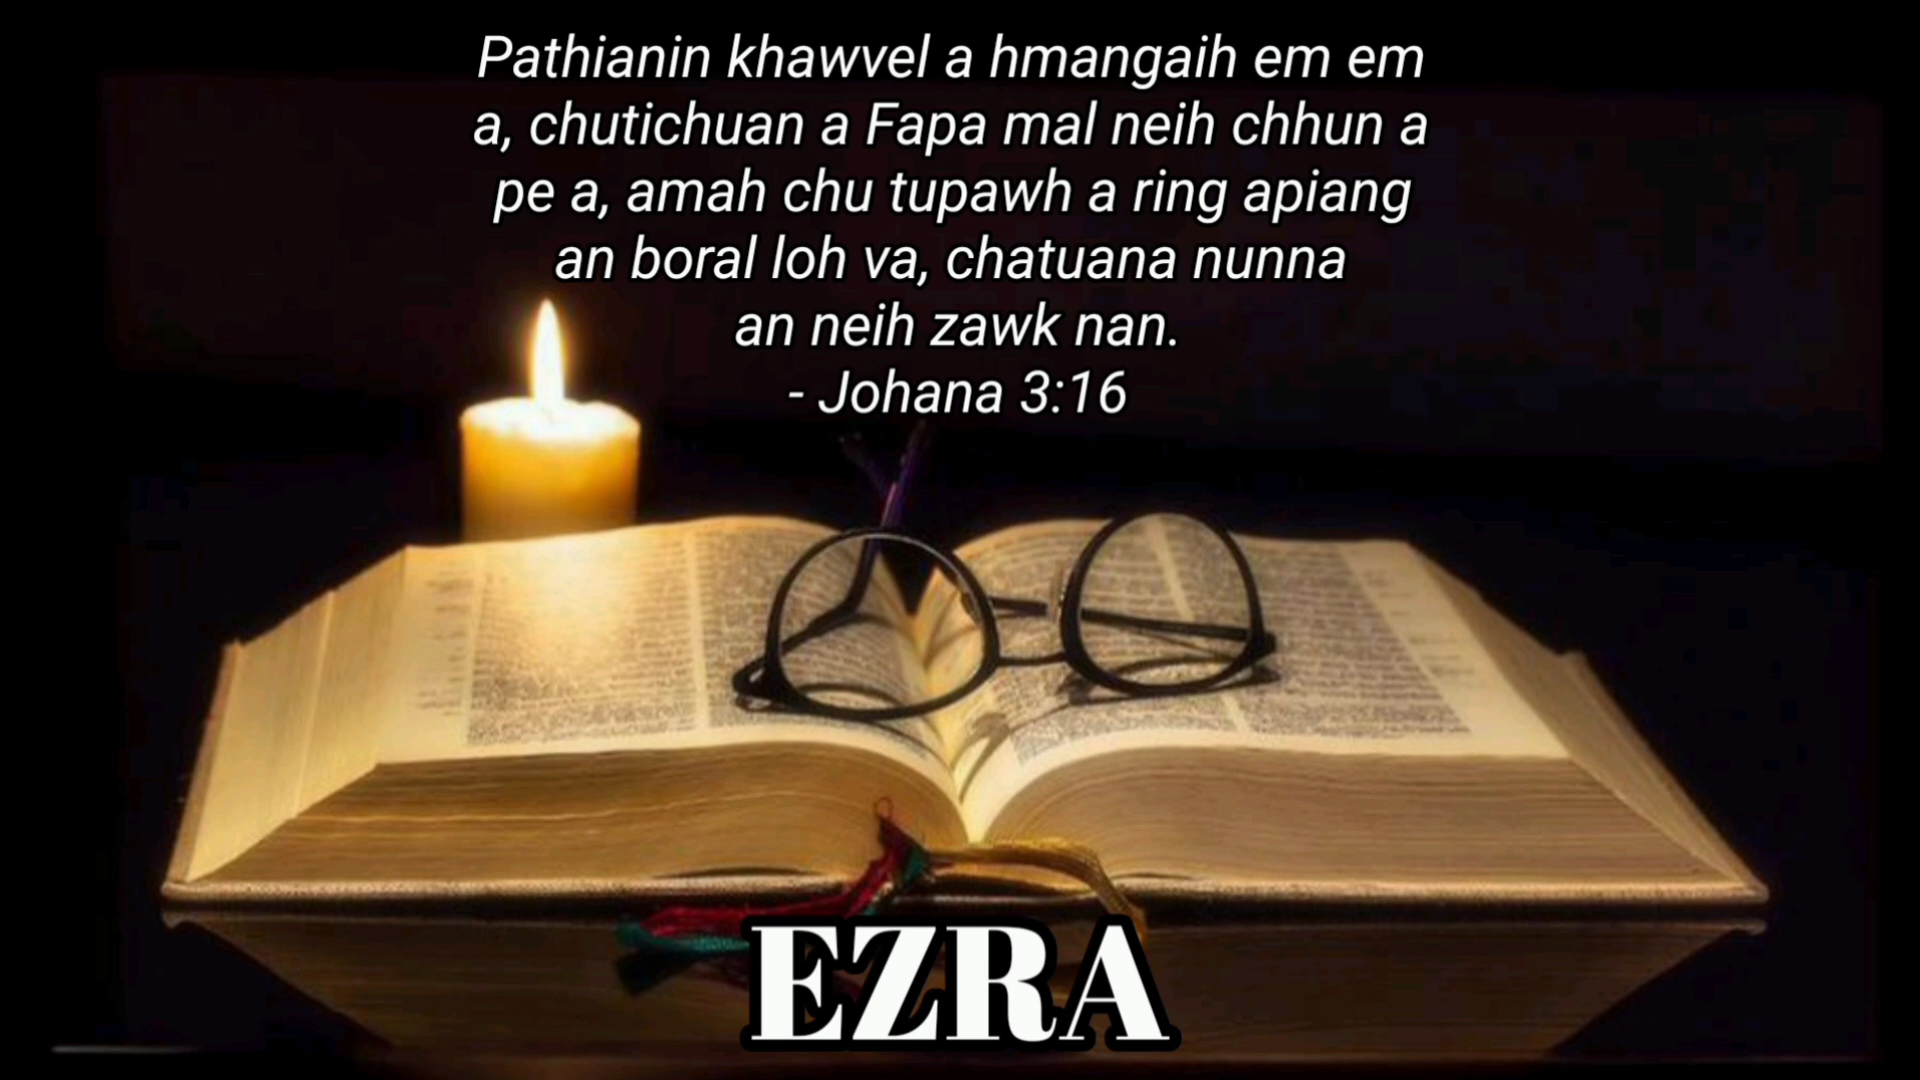 Pathianin khawvel a hmangaih em em
a, chutichuan a Fapa mal neih chhun a
pe a, amah chu tupawh a ring apiang
an boral loh va, chatuana nunna
an neih zawk nan.
- Johana 3:16
EZRA